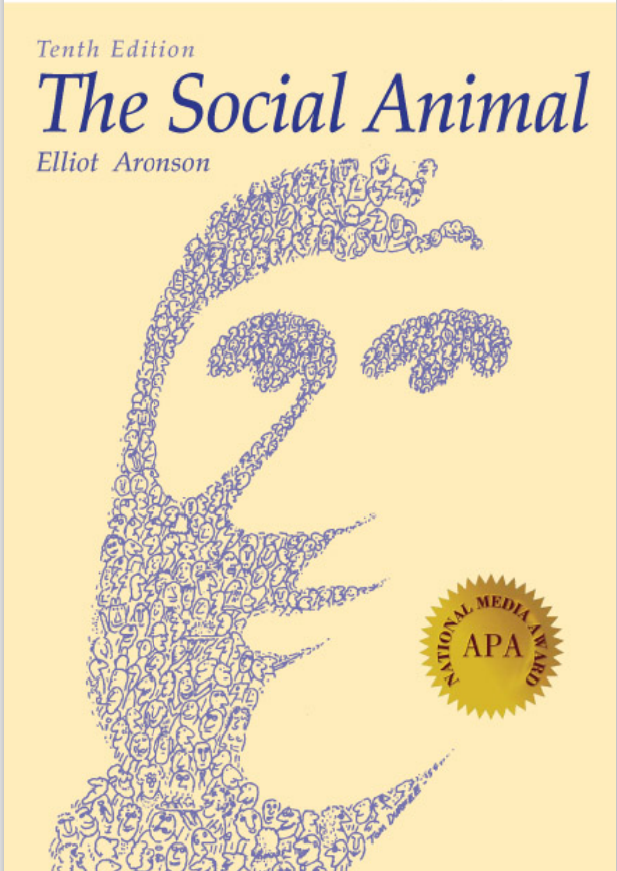 Tenth Edition
The Social Animal
Elliot Aronson
NATIONAL MEDIA AWARD
APA